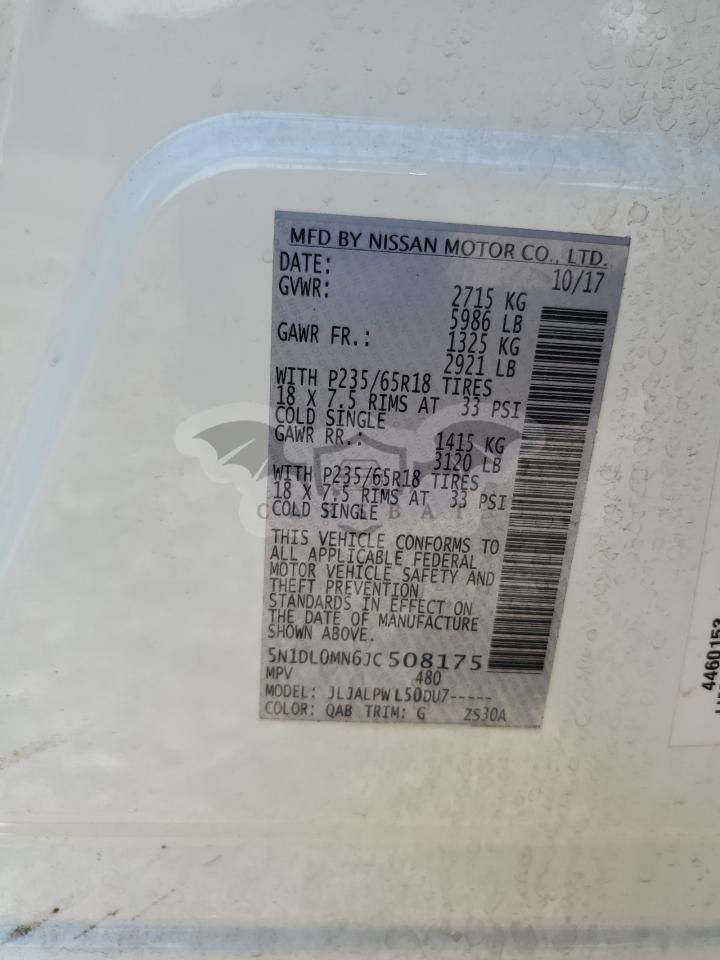 MFD BY NISSAN MOTOR CO., LTD.
DATE: 10/17
GVWR: 2715 KG
5986 LB
GAWR FR.: 1325 KG
2921 LB
WITH P235/65R18 TIRES
18 X 7.5 RIMS AT 33 PSI
COLD SINGLE
GAWR RR.: 1415 KG
3120 LB
WITH P235/65R18 TIRES
18 X 7.5 RIMS AT 33 PSI
COLD SINGLE
THIS VEHICLE CONFORMS TO
ALL APPLICABLE FEDERAL
MOTOR VEHICLE SAFETY AND
THEFT PREVENTION
STANDARDS IN EFFECT ON
THE DATE OF MANUFACTURE
SHOWN ABOVE.
5N1DL0MN6JC508175
MPV 480
MODEL: JLJALPWL50DU7-----
COLOR: QAB TRIM: G ZS30A
4460153